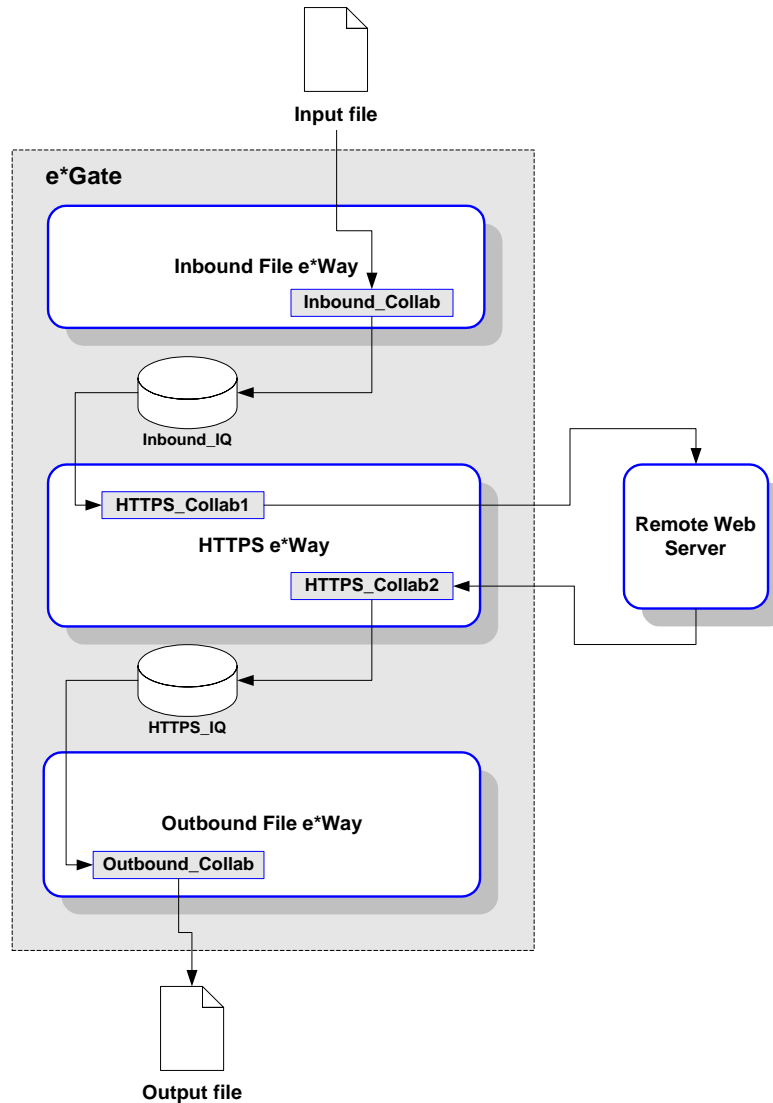 Input file
e*Gate
Inbound File e*Way
Inbound_Collab
Inbound_IQ
HTTPS_Collab1
HTTPS e*Way
HTTPS_Collab2
Remote Web
Server
HTTPS_IQ
Outbound File e*Way
Outbound_Collab
Output file